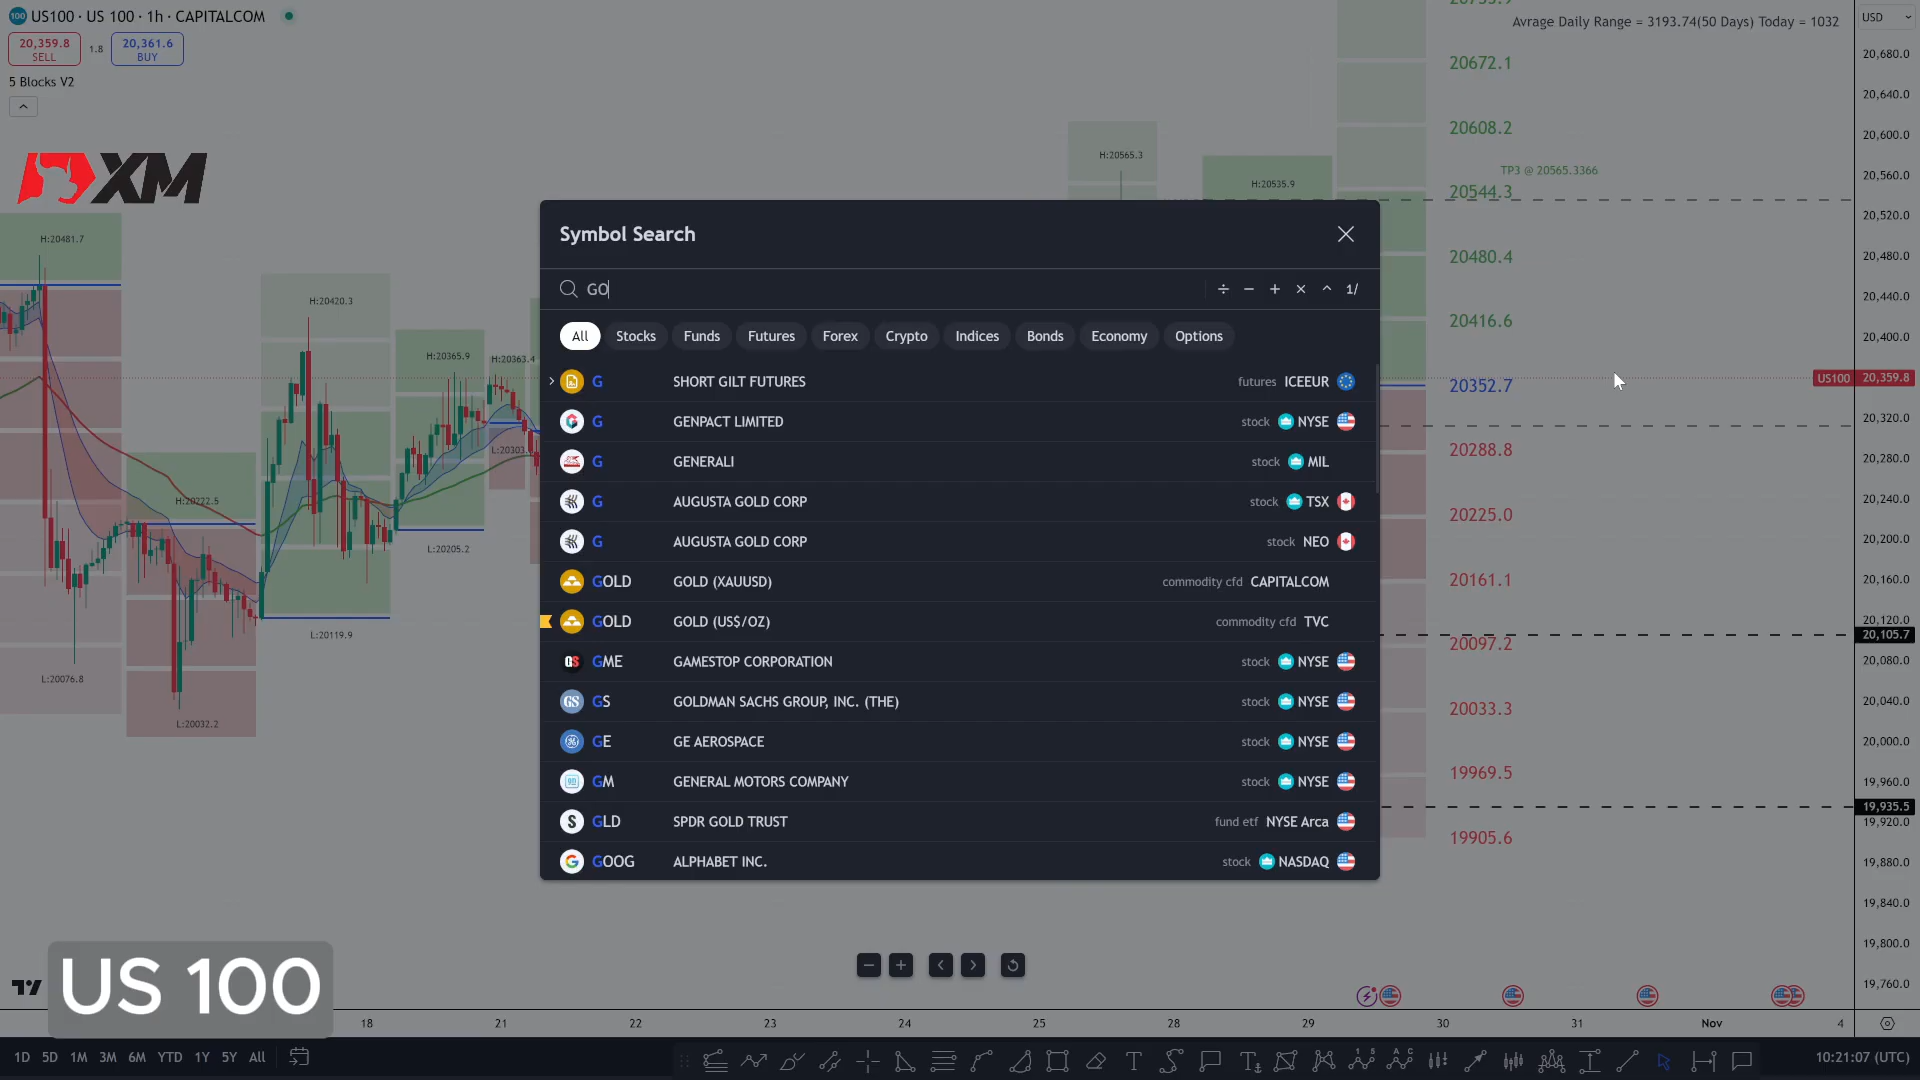 US100 · US 100 · 1h · CAPITALCOM
20,359.8
SELL
1.8
20,361.6
BUY
5 Blocks V2
XM
Avrage Daily Range = 3193.74(50 Days) Today = 1032
USD
Symbol Search
GO
÷ − + × ^ 1/
All Stocks Funds Futures Forex Crypto Indices Bonds Economy Options
G SHORT GILT FUTURES futures ICEEUR
G GENPACT LIMITED stock NYSE
G GENERALI stock MIL
G AUGUSTA GOLD CORP stock TSX
G AUGUSTA GOLD CORP stock NEO
GOLD GOLD (XAUUSD) commodity cfd CAPITALCOM
GOLD GOLD (US$/OZ) commodity cfd TVC
GME GAMESTOP CORPORATION stock NYSE
GS GOLDMAN SACHS GROUP, INC. (THE) stock NYSE
GE GE AEROSPACE stock NYSE
GM GENERAL MOTORS COMPANY stock NYSE
GLD SPDR GOLD TRUST fund etf NYSE Arca
GOOG ALPHABET INC. stock NASDAQ
H:20481.7
L:20076.8
H:20222.5
L:20032.2
H:20420.3
L:20119.9
H:20365.9
L:20205.2
H:20363.4
L:20303.
H:20565.3
H:20535.9
20672.1
20608.2
TP3 @ 20565.3366
20544.3
20480.4
20416.6
20352.7
20288.8
20225.0
20161.1
20097.2
20033.3
19969.5
19905.6
20,680.0
20,640.0
20,600.0
20,560.0
20,520.0
20,480.0
20,440.0
20,400.0
US100 20,359.8
20,320.0
20,280.0
20,240.0
20,200.0
20,160.0
20,120.0
20,105.7
20,080.0
20,040.0
20,000.0
19,960.0
19,935.5
19,920.0
19,880.0
19,840.0
19,800.0
19,760.0
US 100
18 21 22 23 24 25 28 29 30 31 Nov 4
1D 5D 1M 3M 6M YTD 1Y 5Y All
10:21:07 (UTC)